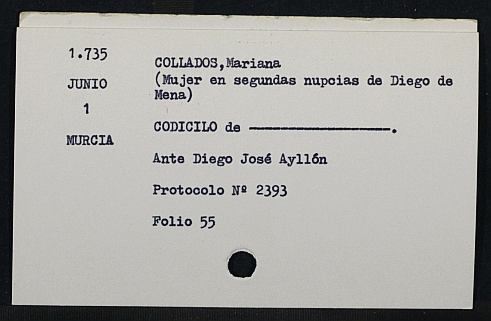 1.735
JUNIO
1
MURCIA
COLLADOS,Mariana
(Mujer en segundas nupcias de Diego de
Mena)
CODICILO de ——————————.
Ante Diego José Ayllón
Protocolo Nº 2393
Folio 55